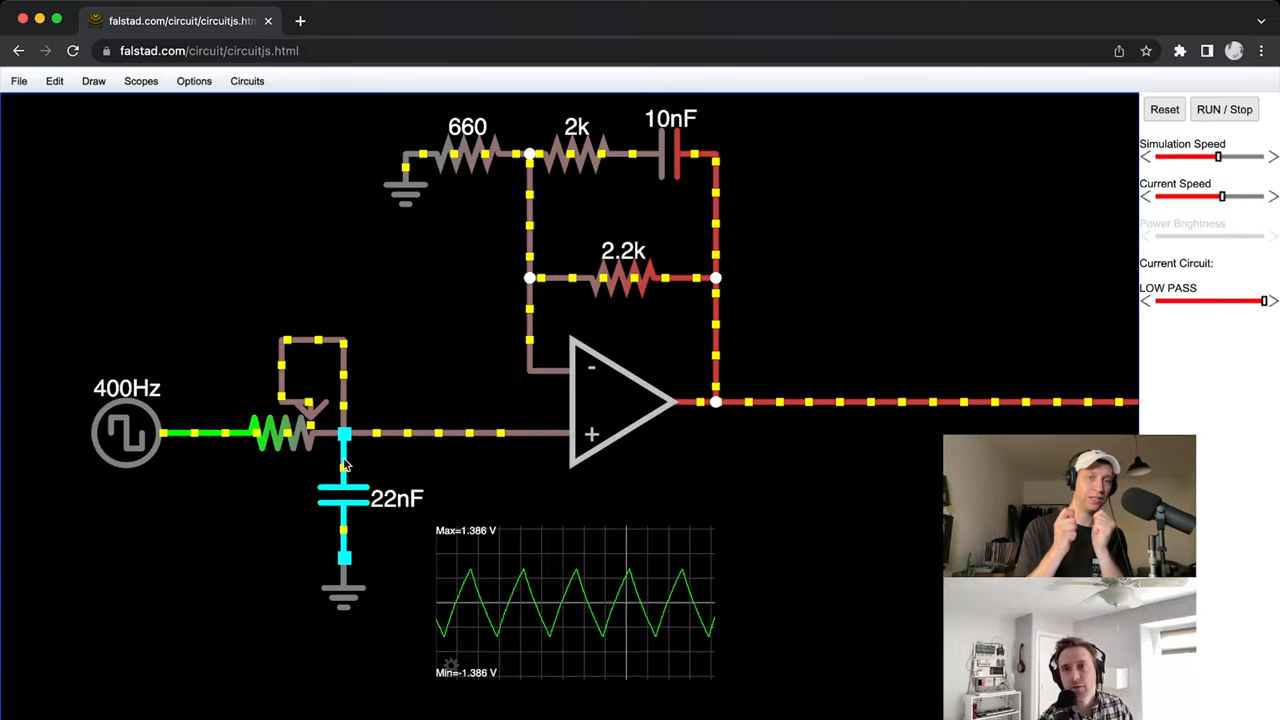 falstad.com/circuit/circuitjs.htm
falstad.com/circuit/circuitjs.html
File Edit Draw Scopes Options Circuits
Reset RUN / Stop
Simulation Speed
Current Speed
Power Brightness
Current Circuit:
LOW PASS
660 2k 10nF
2.2k
400Hz
-
+
22nF
Max=1.386 V
Min=-1.386 V